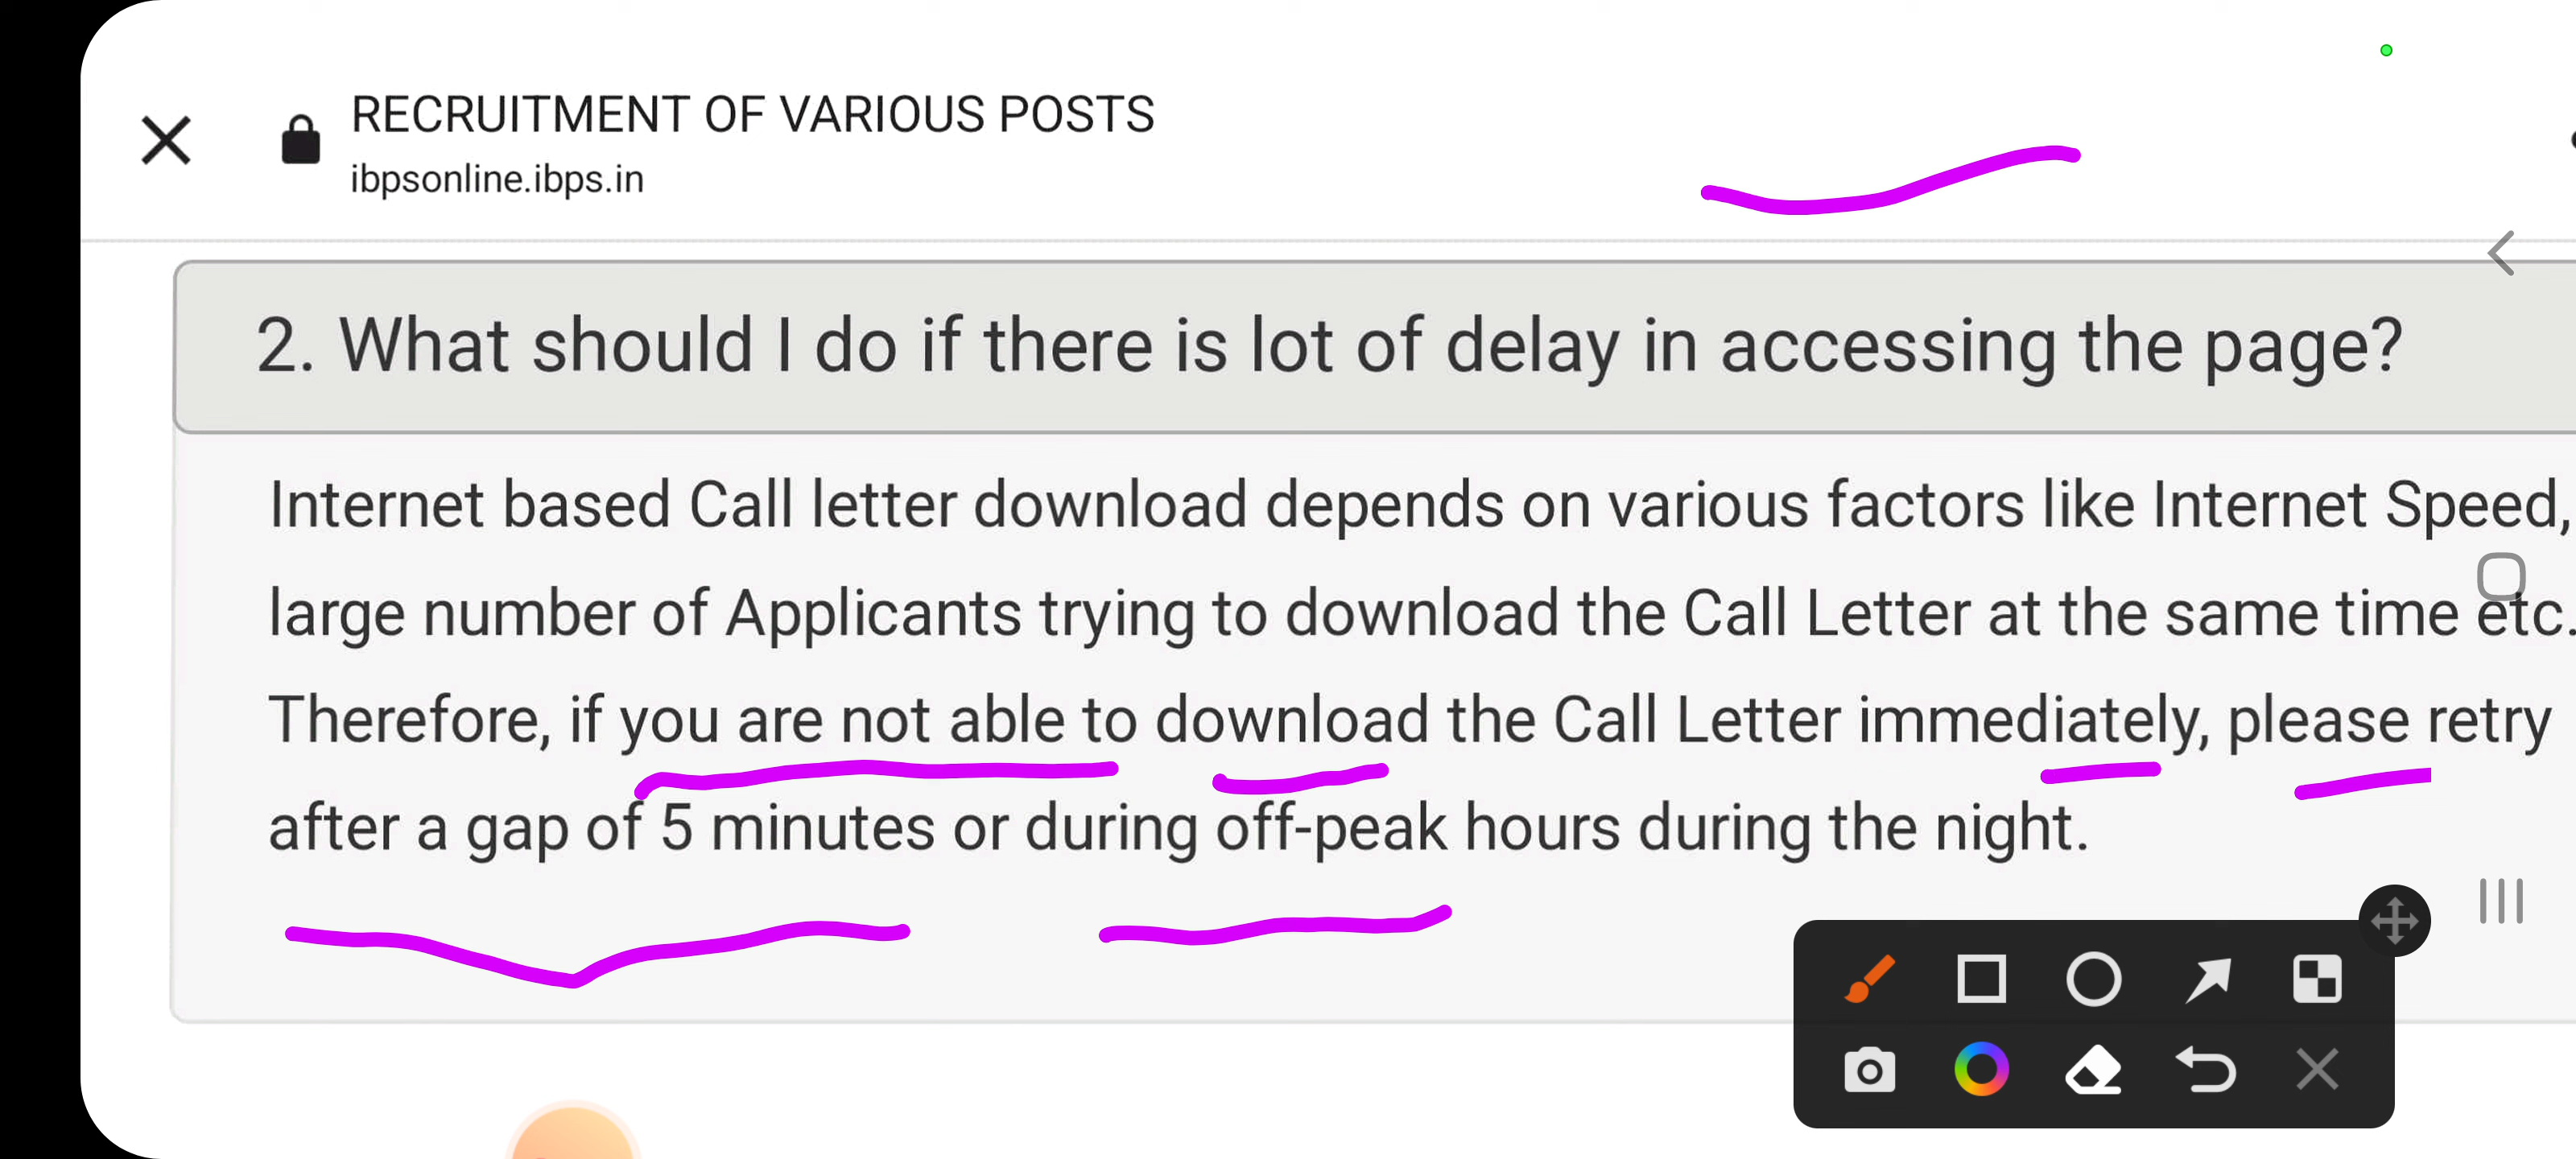 RECRUITMENT OF VARIOUS POSTS
ibpsonline.ibps.in
2. What should I do if there is lot of delay in accessing the page?
Internet based Call letter download depends on various factors like Internet Speed,
large number of Applicants trying to download the Call Letter at the same time etc.
Therefore, if you are not able to download the Call Letter immediately, please retry
after a gap of 5 minutes or during off-peak hours during the night.